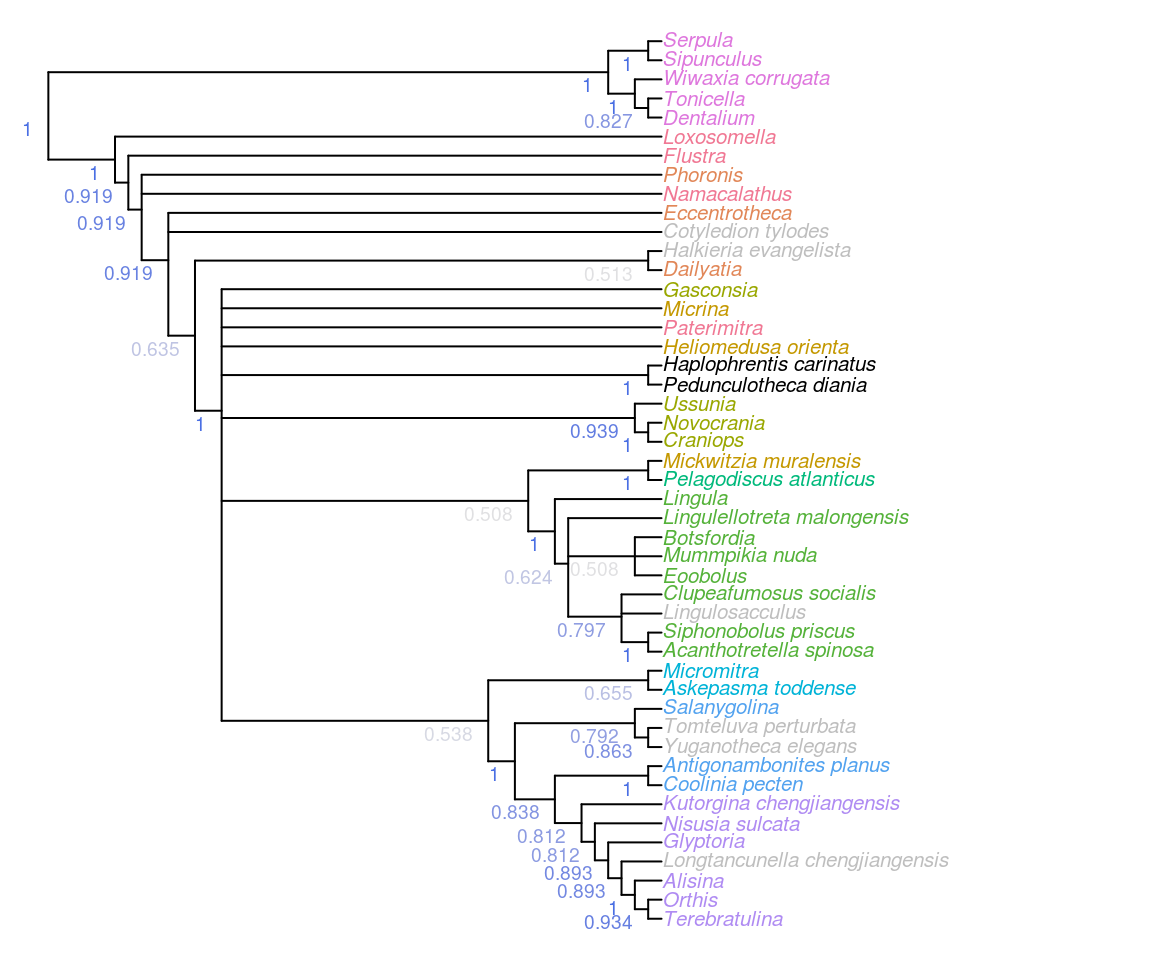 Serpula
Sipunculus
1
Wiwaxia corrugata
1
Tonicella
1
Dentalium
0.827
1
Loxosomella
Flustra
1
Phoronis
Namacalathus
0.919
Eccentrotheca
0.919
Cotyledion tylodes
Halkieria evangelista
Dailyatia
0.919
0.513
Gasconsia
Micrina
Paterimitra
Heliomedusa orienta
0.635
Haplophrentis carinatus
Pedunculotheca diania
1
Ussunia
Novocrania
1
0.939
Craniops
1
Mickwitzia muralensis
Pelagodiscus atlanticus
1
Lingula
0.508
Lingulellotreta malongensis
Botsfordia
1
Mummpikia nuda
0.508
Eoobolus
0.624
Clupeafumosus socialis
Lingulosacculus
0.797
Siphonobolus priscus
Acanthotretella spinosa
1
Micromitra
Askepasma toddense
0.655
Salanygolina
Tomteluva perturbata
0.538
0.792
Yuganotheca elegans
0.863
Antigonambonites planus
1
Coolinia pecten
1
Kutorgina chengjiangensis
0.838
Nisusia sulcata
0.812
Glyptoria
0.812
Longtancunella chengjiangensis
0.893
Alisina
0.893
Orthis
1
Terebratulina
0.934